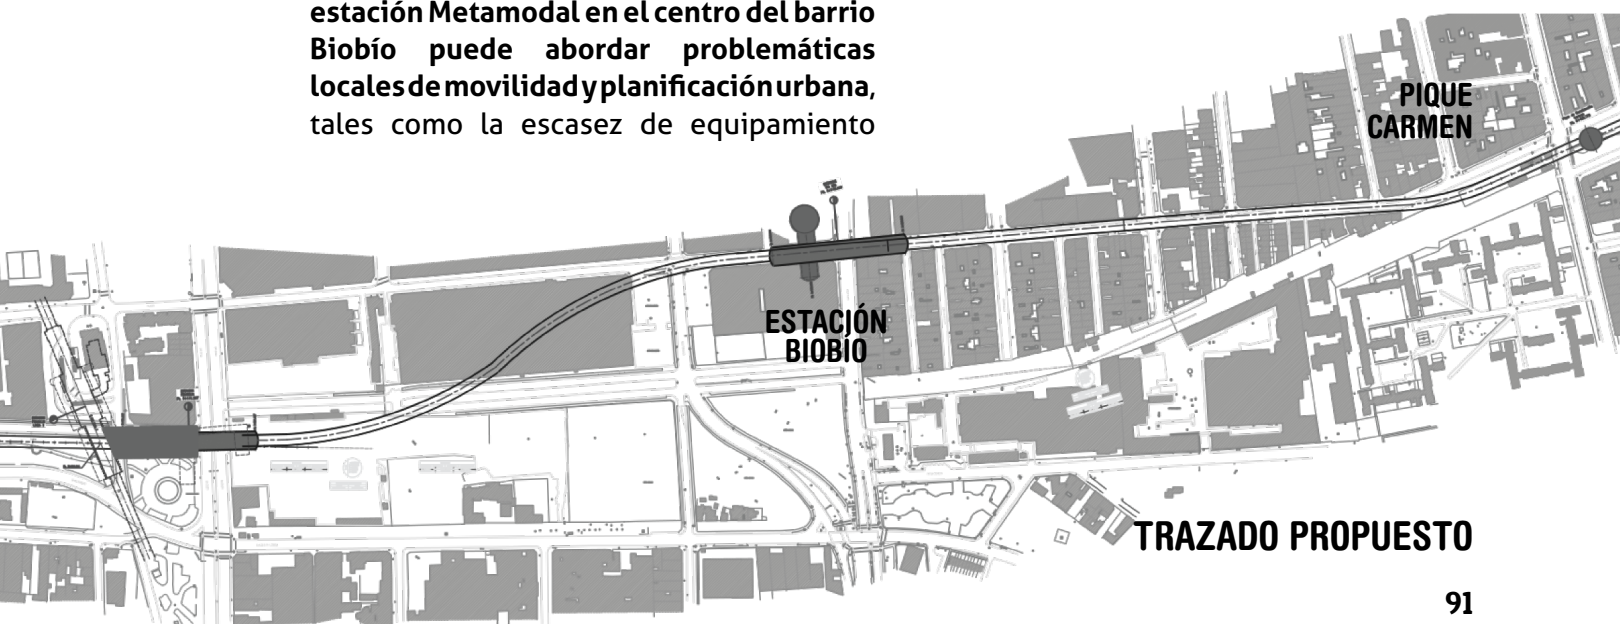 estación Metamodal en el centro del barrio
Biobío puede abordar problemáticas
locales de movilidad y planificación urbana,
tales como la escasez de equipamiento
PIQUE
CARMEN
ESTACIÓN
BIOBÍO
TRAZADO PROPUESTO
91